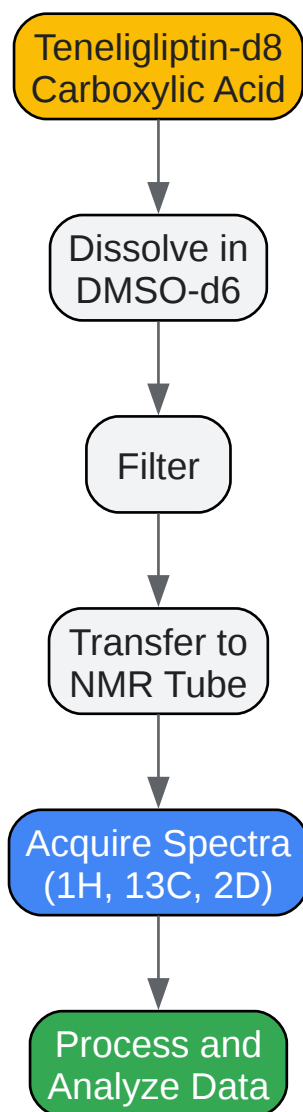 Teneligliptin-d8
Carboxylic Acid
Dissolve in
DMSO-d6
Filter
Transfer to
NMR Tube
Acquire Spectra
(1H, 13C, 2D)
Process and
Analyze Data